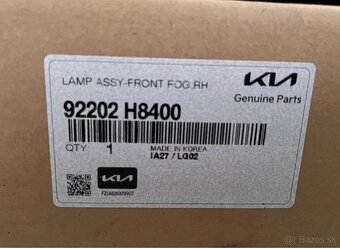 LAMP ASSY-FRONT FOG,RH
KIA
Genuine Parts
92202 H8400
QTY 1
MADE IN KOREA
IA27 / LG02
KIA
bazos.sk